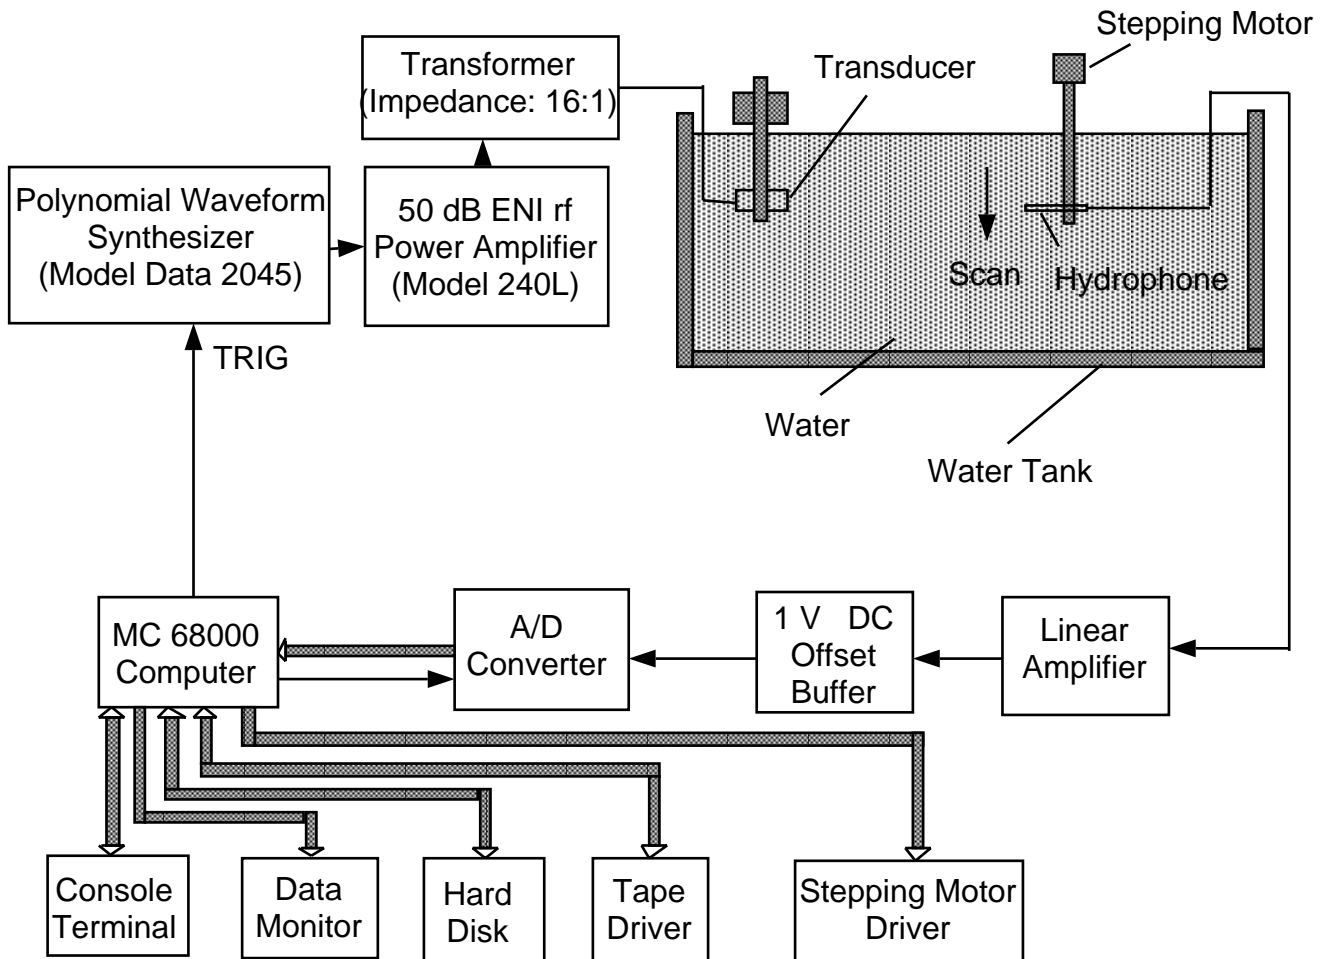 Stepping Motor
Transformer
(Impedance: 16:1)
Transducer
Polynomial Waveform
Synthesizer
(Model Data 2045)
50 dB ENI rf
Power Amplifier
(Model 240L)
Scan
Hydrophone
TRIG
Water
Water Tank
MC 68000
Computer
A/D
Converter
1 V DC
Offset
Buffer
Linear
Amplifier
Console
Terminal
Data
Monitor
Hard
Disk
Tape
Driver
Stepping Motor
Driver